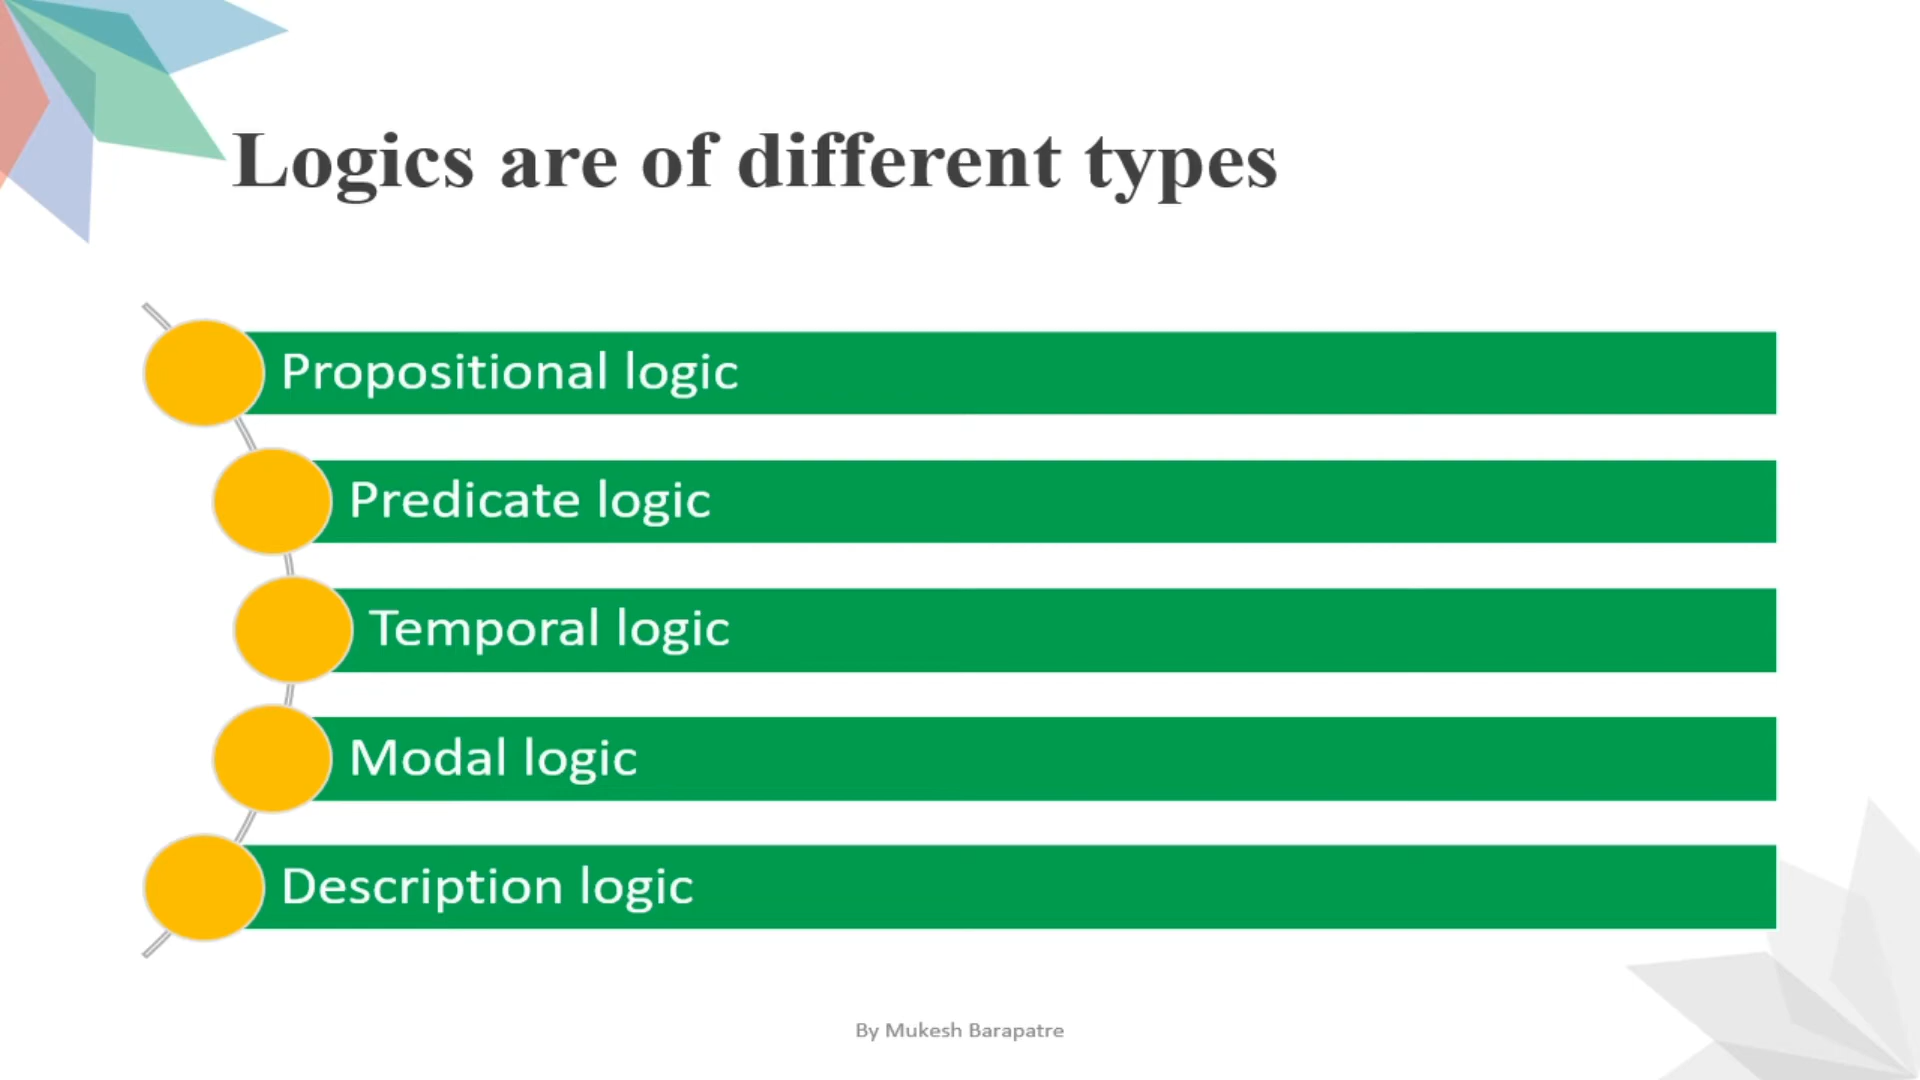 Logics are of different types
Propositional logic
Predicate logic
Temporal logic
Modal logic
Description logic
By Mukesh Barapatre